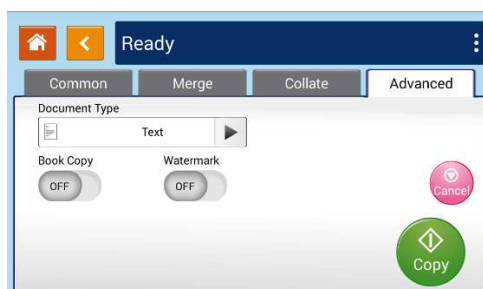 Ready
Common Merge Collate Advanced
Document Type
Text
Book Copy Watermark
OFF OFF
Cancel
Copy